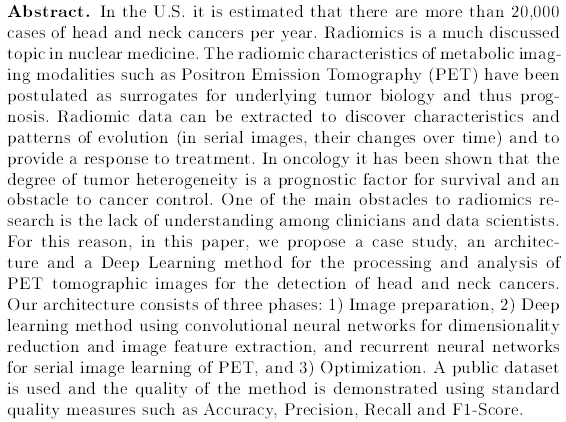 Abstract. In the U.S. it is estimated that there are more than 20,000
cases of head and neck cancers per year. Radiomics is a much discussed
topic in nuclear medicine. The radiomic characteristics of metabolic imag-
ing modalities such as Positron Emission Tomography (PET) have been
postulated as surrogates for underlying tumor biology and thus prog-
nosis. Radiomic data can be extracted to discover characteristics and
patterns of evolution (in serial images, their changes over time) and to
provide a response to treatment. In oncology it has been shown that the
degree of tumor heterogeneity is a prognostic factor for survival and an
obstacle to cancer control. One of the main obstacles to radiomics re-
search is the lack of understanding among clinicians and data scientists.
For this reason, in this paper, we propose a case study, an architec-
ture and a Deep Learning method for the processing and analysis of
PET tomographic images for the detection of head and neck cancers.
Our architecture consists of three phases: 1) Image preparation, 2) Deep
learning method using convolutional neural networks for dimensionality
reduction and image feature extraction, and recurrent neural networks
for serial image learning of PET, and 3) Optimization. A public dataset
is used and the quality of the method is demonstrated using standard
quality measures such as Accuracy, Precision, Recall and F1-Score.